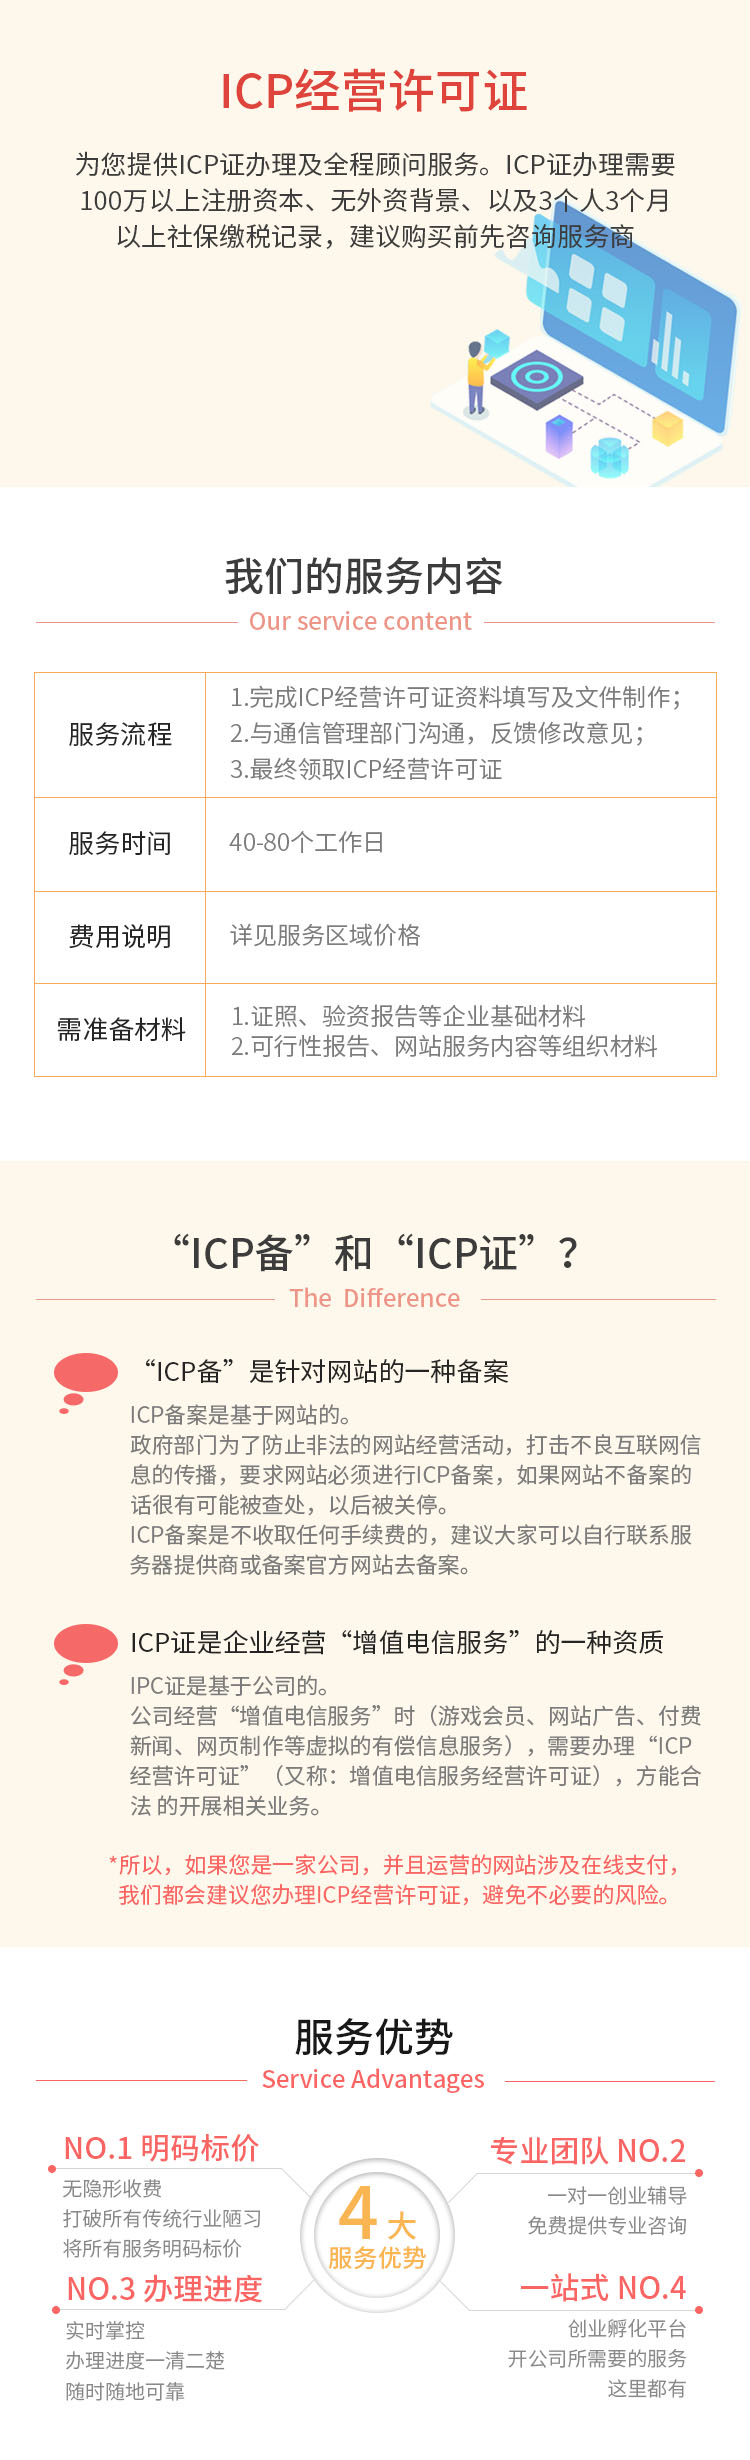 ICP经营许可证
为您提供ICP证办理及全程顾问服务。ICP证办理需要
100万以上注册资本、无外资背景、以及3个人3个月
以上社保缴税记录，建议购买前先咨询服务商
我们的服务内容
Our service content
服务流程
1.完成ICP经营许可证资料填写及文件制作；
2.与通信管理部门沟通，反馈修改意见；
3.最终领取ICP经营许可证
服务时间
40-80个工作日
费用说明
详见服务区域价格
需准备材料
1.证照、验资报告等企业基础材料
2.可行性报告、网站服务内容等组织材料
“ICP备”和“ICP证”？
The Difference
“ICP备”是针对网站的一种备案
ICP备案是基于网站的。
政府部门为了防止非法的网站经营活动，打击不良互联网信
息的传播，要求网站必须进行ICP备案，如果网站不备案的
话很有可能被查处，以后被关停。
ICP备案是不收取任何手续费的，建议大家可以自行联系服
务器提供商或备案官方网站去备案。
ICP证是企业经营“增值电信服务”的一种资质
IPC证是基于公司的。
公司经营“增值电信服务”时（游戏会员、网站广告、付费
新闻、网页制作等虚拟的有偿信息服务），需要办理“ICP
经营许可证”（又称：增值电信服务经营许可证），方能合
法 的开展相关业务。
*所以，如果您是一家公司，并且运营的网站涉及在线支付，
我们都会建议您办理ICP经营许可证，避免不必要的风险。
服务优势
Service Advantages
NO.1 明码标价
无隐形收费
打破所有传统行业陋习
将所有服务明码标价
专业团队 NO.2
一对一创业辅导
免费提供专业咨询
4大
服务优势
NO.3 办理进度
实时掌控
办理进度一清二楚
随时随地可靠
一站式 NO.4
创业孵化平台
开公司所需要的服务
这里都有